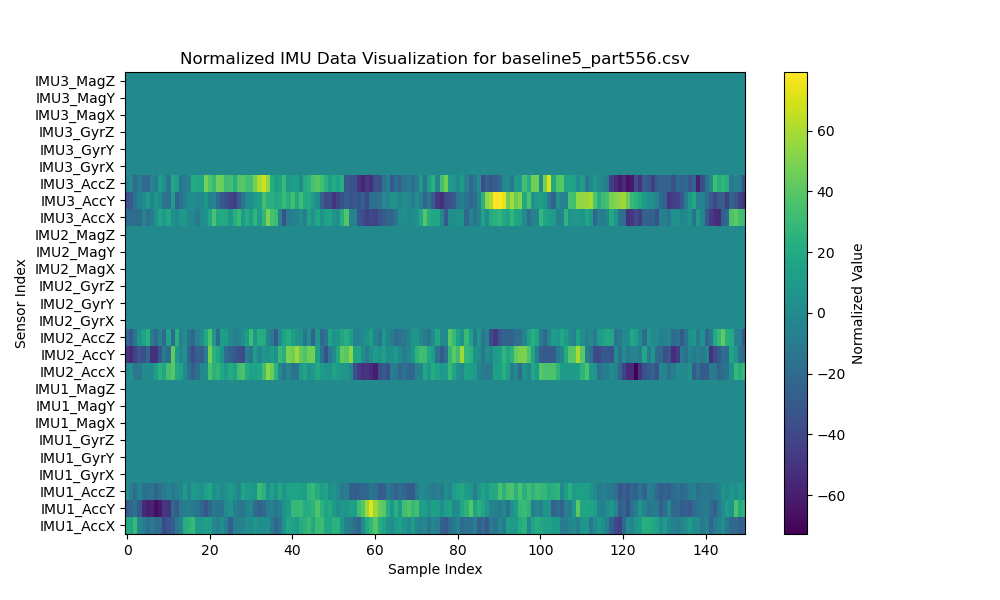 Normalized IMU Data Visualization for baseline5_part556.csv
IMU3_MagZ
IMU3_MagY
IMU3_MagX
IMU3_GyrZ
IMU3_GyrY
IMU3_GyrX
IMU3_AccZ
IMU3_AccY
IMU3_AccX
IMU2_MagZ
IMU2_MagY
IMU2_MagX
IMU2_GyrZ
IMU2_GyrY
IMU2_GyrX
IMU2_AccZ
IMU2_AccY
IMU2_AccX
IMU1_MagZ
IMU1_MagY
IMU1_MagX
IMU1_GyrZ
IMU1_GyrY
IMU1_GyrX
IMU1_AccZ
IMU1_AccY
IMU1_AccX
Sensor Index
0 20 40 60 80 100 120 140
Sample Index
60
40
20
0
−20
−40
−60
Normalized Value